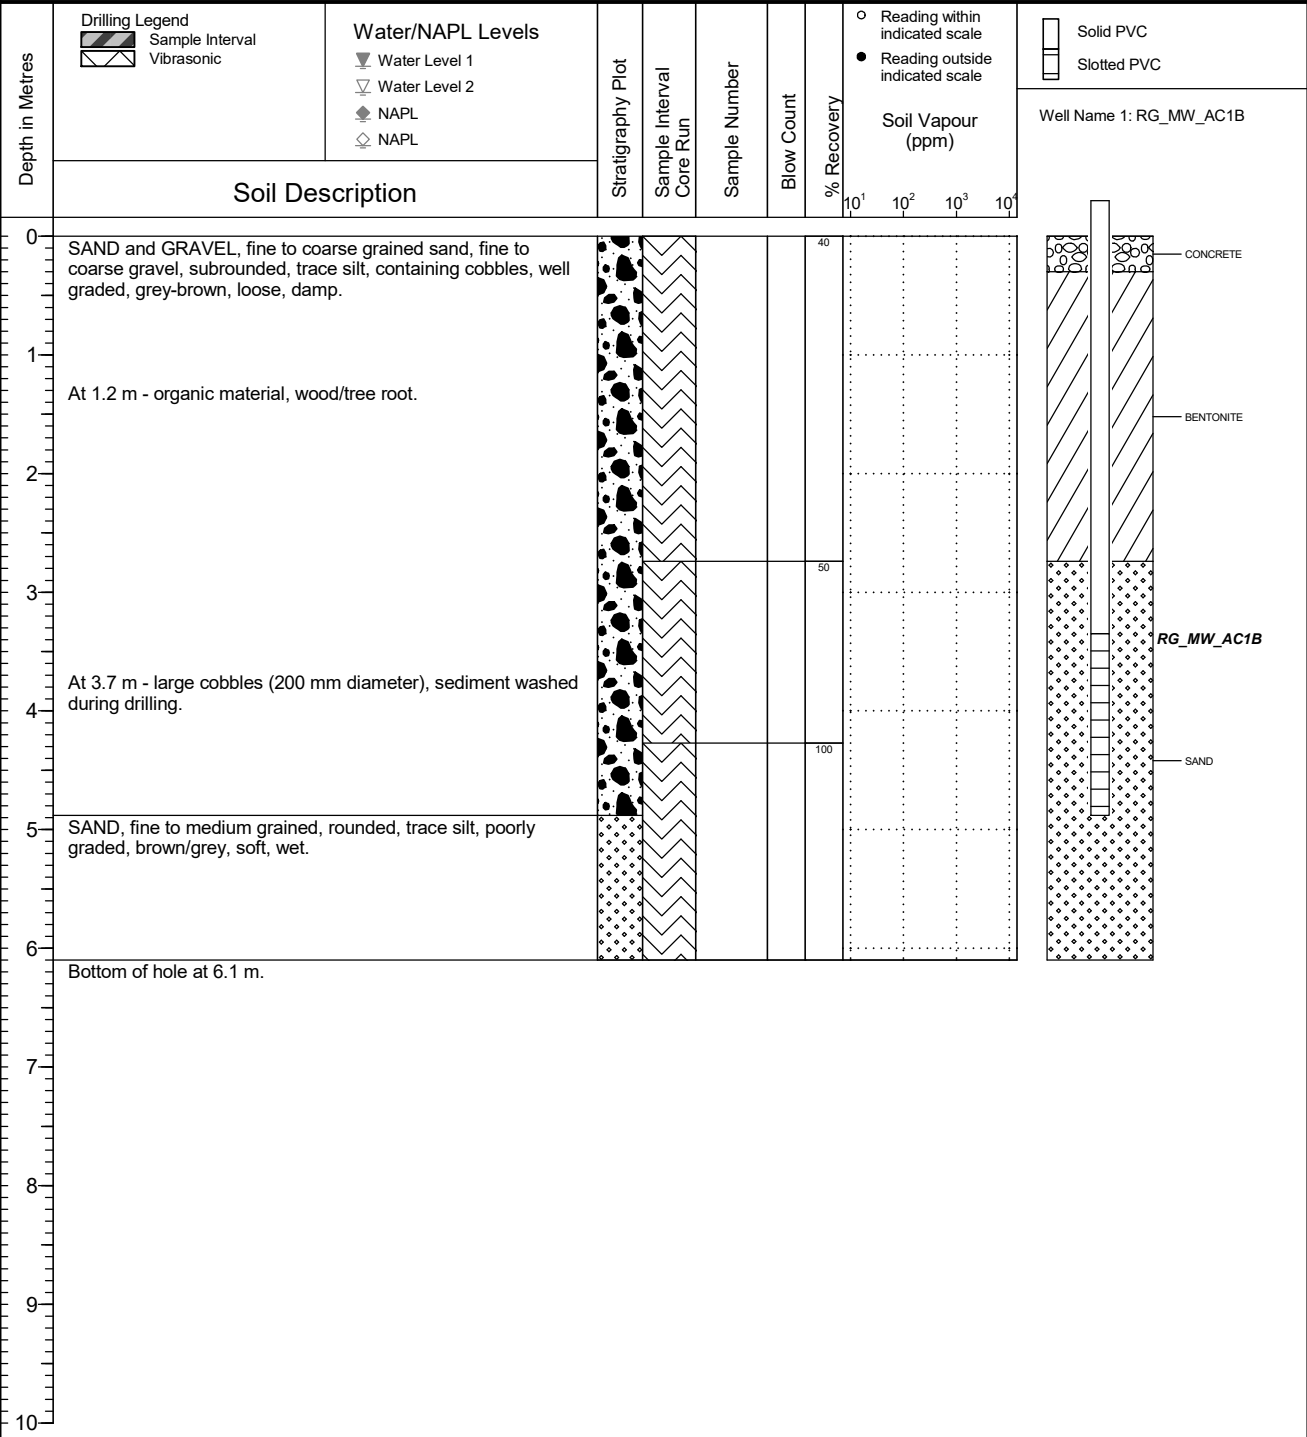 Depth in Metres
Drilling Legend
Sample Interval
Vibrasonic
Water/NAPL Levels
Water Level 1
Water Level 2
NAPL
NAPL
Soil Description
Stratigraphy Plot
Sample Interval
Core Run
Sample Number
Blow Count
% Recovery
Reading within
indicated scale
Reading outside
indicated scale
Soil Vapour
(ppm)
10¹ 10² 10³ 10⁴
Solid PVC
Slotted PVC
Well Name 1: RG_MW_AC1B
0
SAND and GRAVEL, fine to coarse grained sand, fine to
coarse gravel, subrounded, trace silt, containing cobbles, well
graded, grey-brown, loose, damp.
40
CONCRETE
1
At 1.2 m - organic material, wood/tree root.
BENTONITE
2
50
3
RG_MW_AC1B
At 3.7 m - large cobbles (200 mm diameter), sediment washed
during drilling.
4
100
SAND
5
SAND, fine to medium grained, rounded, trace silt, poorly
graded, brown/grey, soft, wet.
6
Bottom of hole at 6.1 m.
7
8
9
10